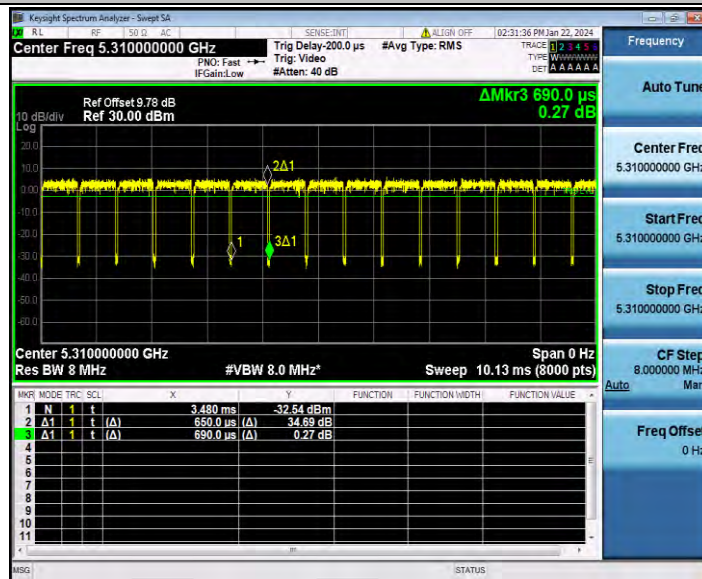 Keysight Spectrum Analyzer - Swept SA
RL RF 50 Ω AC SENSE:INT ALIGN OFF 02:31:36 PM Jan 22, 2024
Center Freq 5.310000000 GHz
PNO: Fast
IFGain:Low
Trig Delay-200.0 µs
Trig: Video
#Atten: 40 dB
#Avg Type: RMS
TRACE 1 2 3 4 5 6
TYPE WWWWWW
DET A A A A A A
Frequency
Auto Tune
Center Freq
5.310000000 GHz
Start Freq
5.310000000 GHz
Stop Freq
5.310000000 GHz
CF Step
8.000000 MHz
Auto Man
Freq Offset
0 Hz
ΔMkr3 690.0 µs
0.27 dB
Ref Offset 9.78 dB
10 dB/div Ref 30.00 dBm
Log
20.0
10.0
0.00
-10.0
-20.0
-30.0
-40.0
-50.0
-60.0
2Δ1
1
3Δ1
Center 5.310000000 GHz Span 0 Hz
Res BW 8 MHz #VBW 8.0 MHz* Sweep 10.13 ms (8000 pts)
MKR MODE TRC SCL X Y FUNCTION FUNCTION WIDTH FUNCTION VALUE
1 N 1 t 3.480 ms -32.54 dBm
2 Δ1 1 t (Δ) 650.0 µs (Δ) 34.69 dB
3 Δ1 1 t (Δ) 690.0 µs (Δ) 0.27 dB
4
5
6
7
8
9
10
11
MSG STATUS